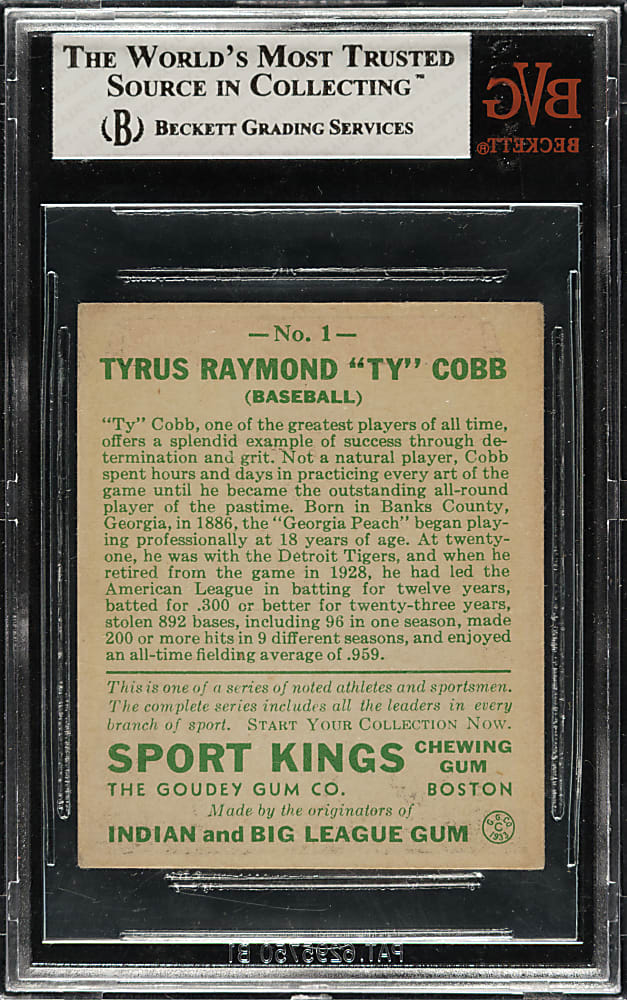 THE WORLD'S MOST TRUSTED
SOURCE IN COLLECTING™
(B) BECKETT GRADING SERVICES
BVG
BECKETT®
—No. 1—
TYRUS RAYMOND "TY" COBB
(BASEBALL)
"Ty" Cobb, one of the greatest players of all time,
offers a splendid example of success through de-
termination and grit. Not a natural player, Cobb
spent hours and days in practicing every art of the
game until he became the outstanding all-round
player of the pastime. Born in Banks County,
Georgia, in 1886, the "Georgia Peach" began play-
ing professionally at 18 years of age. At twenty-
one, he was with the Detroit Tigers, and when he
retired from the game in 1928, he had led the
American League in batting for twelve years,
batted for .300 or better for twenty-three years,
stolen 892 bases, including 96 in one season, made
200 or more hits in 9 different seasons, and enjoyed
an all-time fielding average of .959.
This is one of a series of noted athletes and sportsmen.
The complete series includes all the leaders in every
branch of sport. START YOUR COLLECTION NOW.
SPORT KINGS CHEWING GUM
THE GOUDEY GUM CO. BOSTON
Made by the originators of
INDIAN and BIG LEAGUE GUM
G.G.CO. C 1933